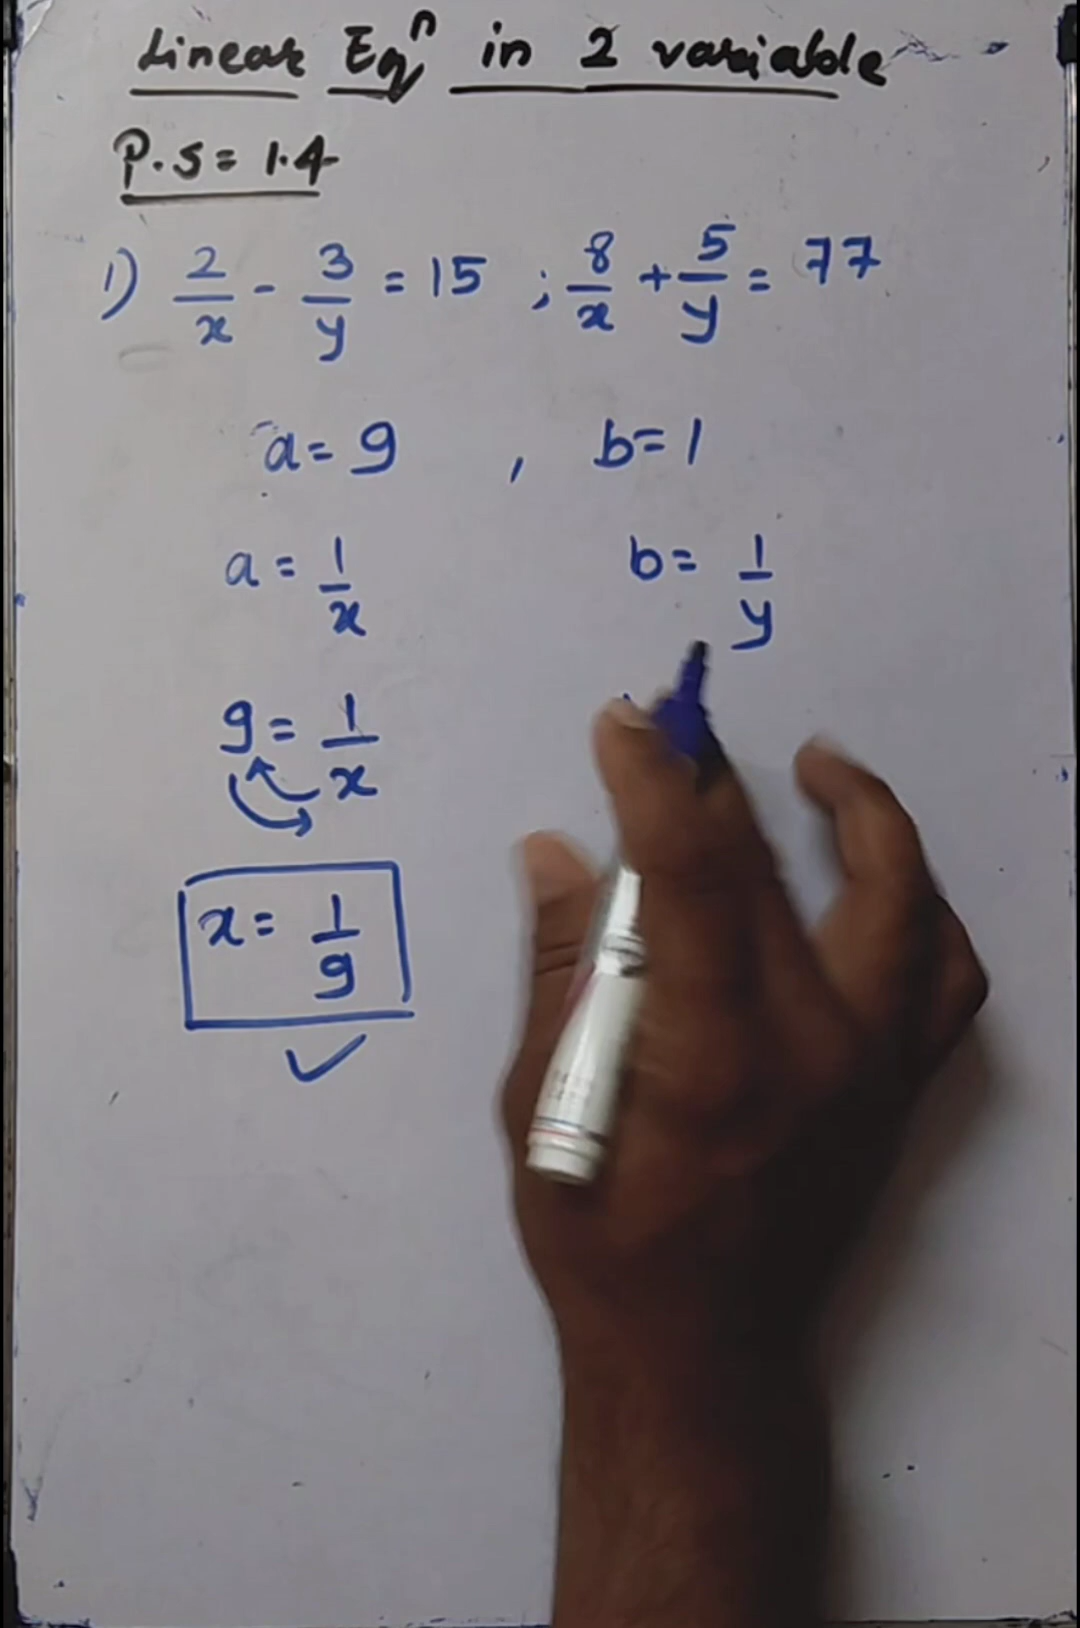 Linear Eqⁿ in 2 variable
P.S = 1.4
1) 2/x - 3/y = 15 ; 8/x + 5/y = 77
a = 9 , b = 1
a = 1/x b = 1/y
9 = 1/x
x = 1/9